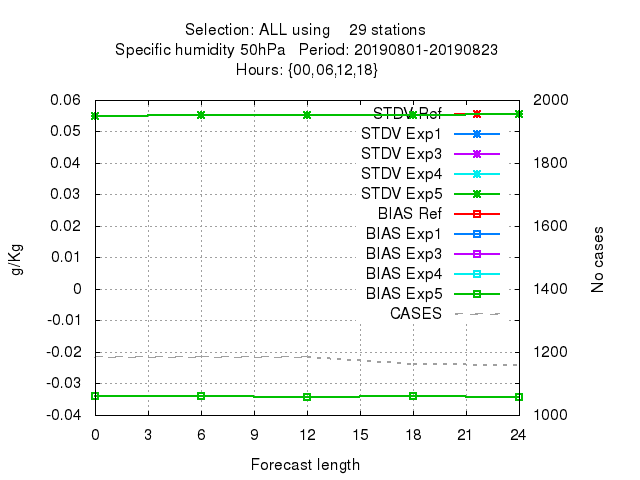 Selection: ALL using 29 stations
Specific humidity 50hPa Period: 20190801-20190823
Hours: {00,06,12,18}
0.06
0.05
0.04
0.03
0.02
0.01
0
-0.01
-0.02
-0.03
-0.04
g/Kg
STDV Ref
STDV Exp1
STDV Exp3
STDV Exp4
STDV Exp5
BIAS Ref
BIAS Exp1
BIAS Exp3
BIAS Exp4
BIAS Exp5
CASES
2000
1800
1600
1400
1200
1000
No cases
0 3 6 9 12 15 18 21 24
Forecast length